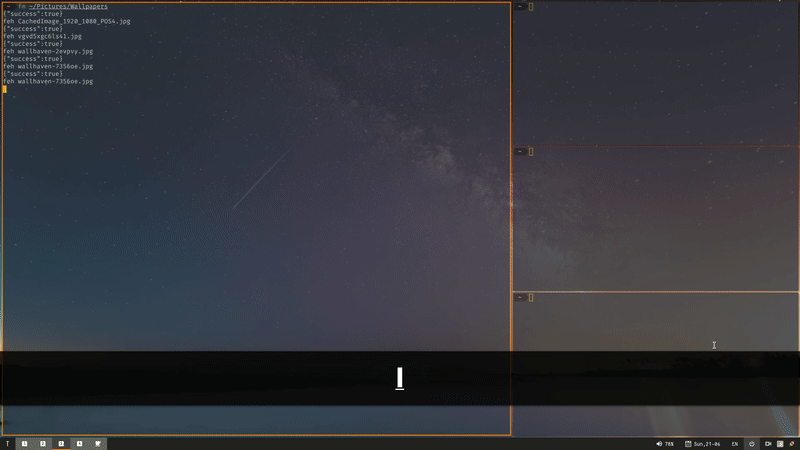 ~ fm ~/Pictures/Wallpapers
{"success":true}
feh CachedImage_1920_1080_POS4.jpg
{"success":true}
feh vgvd5xgc6ls41.jpg
{"success":true}
feh wallhaven-2evpvy.jpg
{"success":true}
feh wallhaven-7356oe.jpg
{"success":true}
feh wallhaven-7356oe.jpg
~
~
~
I
T 1 2 3 4
78% Sun,21-06 EN